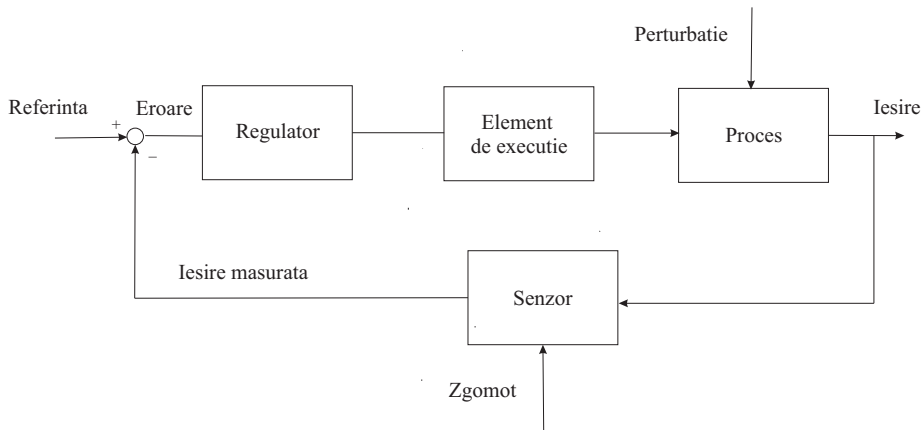 Perturbatie
Referinta
Eroare
Iesire
+
−
Regulator
Element
de executie
Proces
Iesire masurata
Senzor
Zgomot